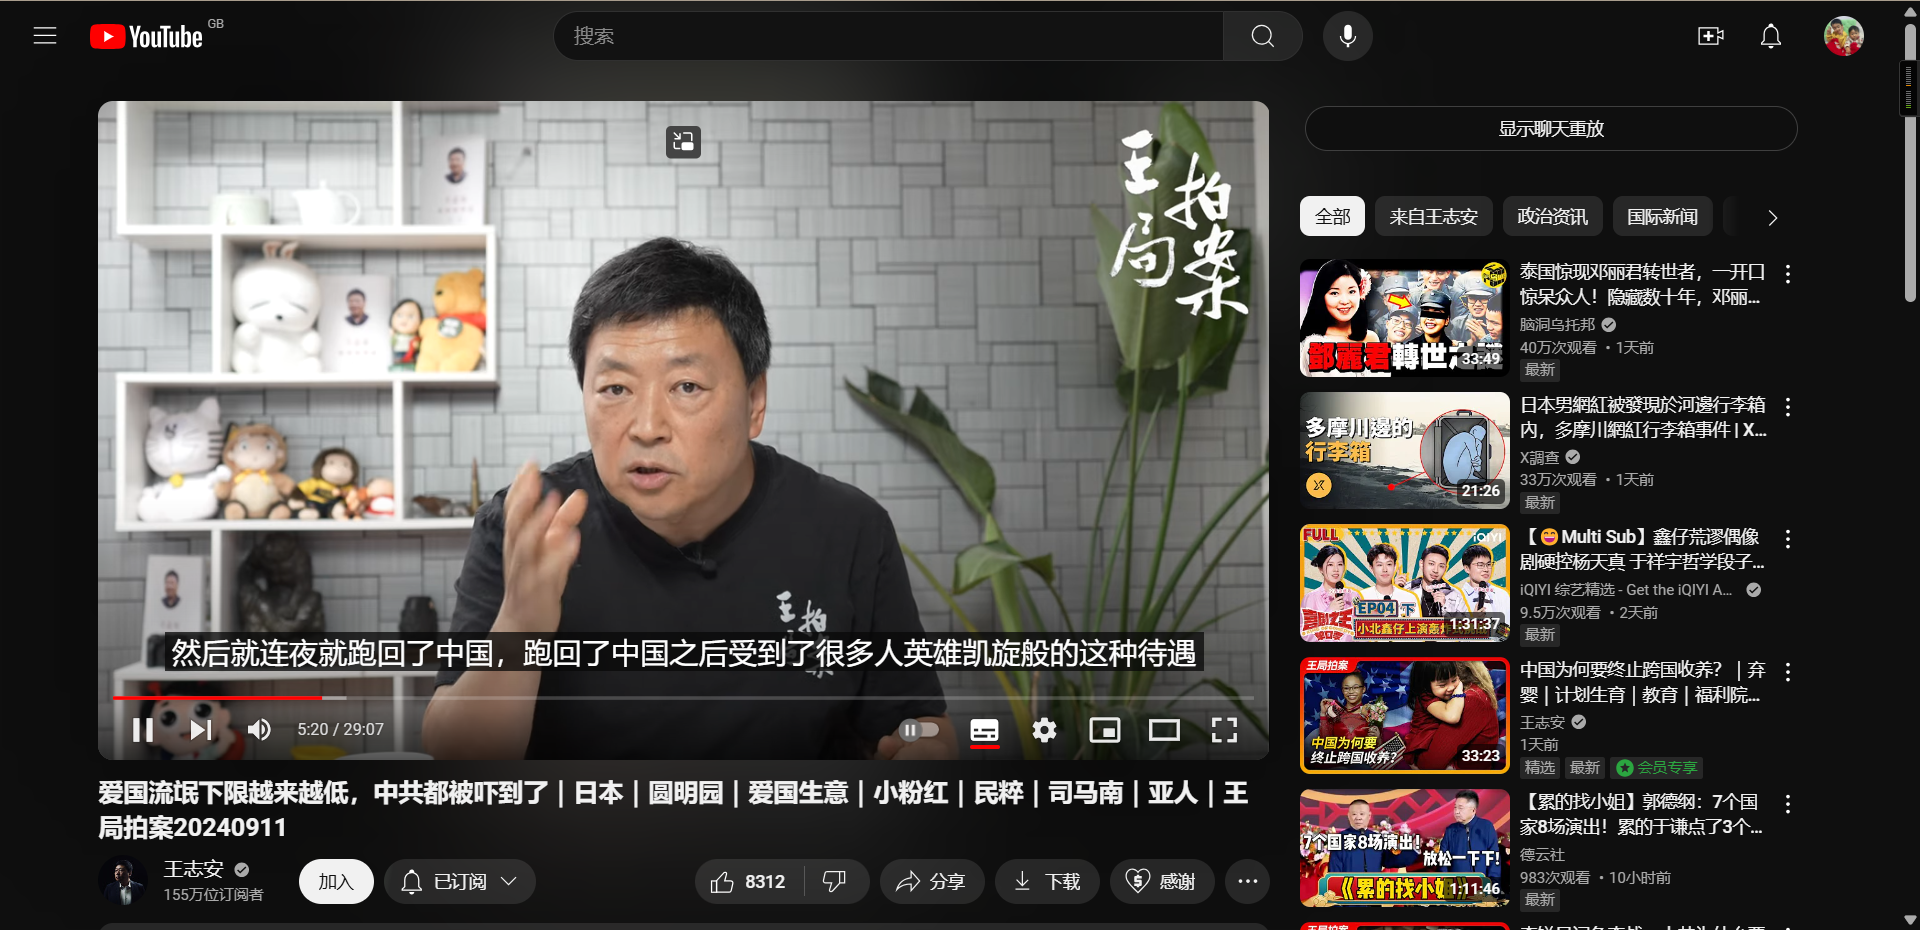 YouTube GB
搜索
王局拍案
王局拍案
然后就连夜就跑回了中国，跑回了中国之后受到了很多人英雄凯旋般的这种待遇
5:20 / 29:07
爱国流氓下限越来越低，中共都被吓到了｜日本｜圆明园｜爱国生意｜小粉红｜民粹｜司马南｜亚人｜王
局拍案20240911
王志安
155万位订阅者
加入
已订阅
8312
分享
下载
感谢
显示聊天重放
全部
来自王志安
政治资讯
国际新闻
鄧麗君轉世
33:49
泰国惊现邓丽君转世者，一开口
惊呆众人！隐藏数十年，邓丽...
脑洞乌托邦
40万次观看 • 1天前
最新
多摩川邊的
行李箱
21:26
日本男網紅被發現於河邊行李箱
内，多摩川網紅行李箱事件 | X...
X調查
33万次观看 • 1天前
最新
FULL
iQIYI
EP04 下
小北鑫仔上演轰炸
1:31:37
【😄Multi Sub】鑫仔荒谬偶像
剧硬控杨天真 于祥宇哲学段子...
iQIYI 综艺精选 - Get the iQIYI A...
9.5万次观看 • 2天前
最新
王局拍案
中国为何要
终止跨国收养？
33:23
中国为何要终止跨国收养？｜弃
婴｜计划生育｜教育｜福利院...
王志安
1天前
精选
最新
会员专享
7个国家8场演出！
放松一下下！
《累的找小姐》
1:11:46
【累的找小姐】郭德纲：7个国
家8场演出！累的于谦点了3个...
德云社
983次观看 • 10小时前
最新
王局拍案